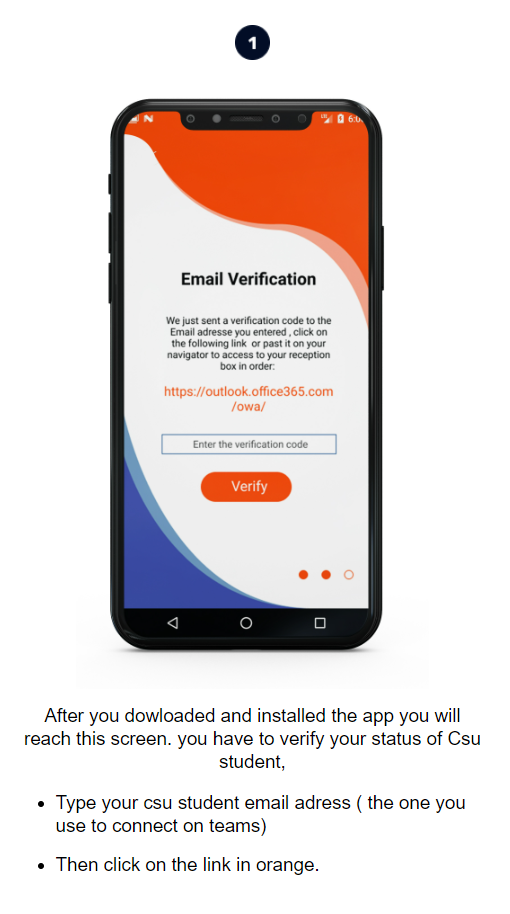 1
N LTE 6:0
Email Verification
We just sent a verification code to the
Email adresse you entered , click on
the following link or past it on your
navigator to access to your reception
box in order:
https://outlook.office365.com
/owa/
Enter the verification code
Verify
After you dowloaded and installed the app you will
reach this screen. you have to verify your status of Csu
student,
• Type your csu student email adress ( the one you
use to connect on teams)
• Then click on the link in orange.